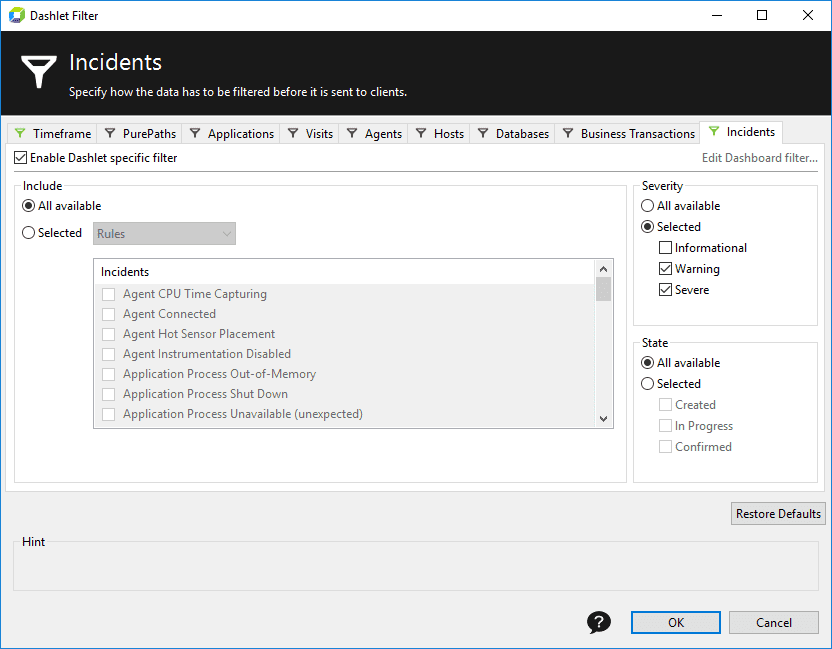 Dashlet Filter
Incidents
Specify how the data has to be filtered before it is sent to clients.
Timeframe PurePaths Applications Visits Agents Hosts Databases Business Transactions Incidents
Enable Dashlet specific filter
Edit Dashboard filter...
Include
All available
Selected Rules
Incidents
Agent CPU Time Capturing
Agent Connected
Agent Hot Sensor Placement
Agent Instrumentation Disabled
Application Process Out-of-Memory
Application Process Shut Down
Application Process Unavailable (unexpected)
Severity
All available
Selected
Informational
Warning
Severe
State
All available
Selected
Created
In Progress
Confirmed
Restore Defaults
Hint
?
OK
Cancel